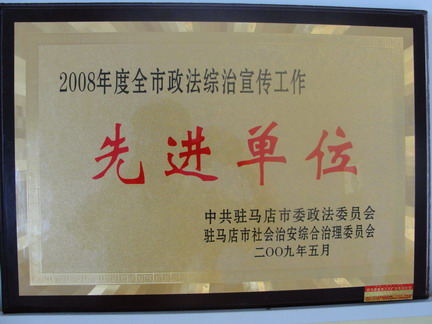 2008年度全市政法综治宣传工作
先进单位
中共驻马店市委政法委员会
驻马店市社会治安综合治理委员会
二〇〇九年五月